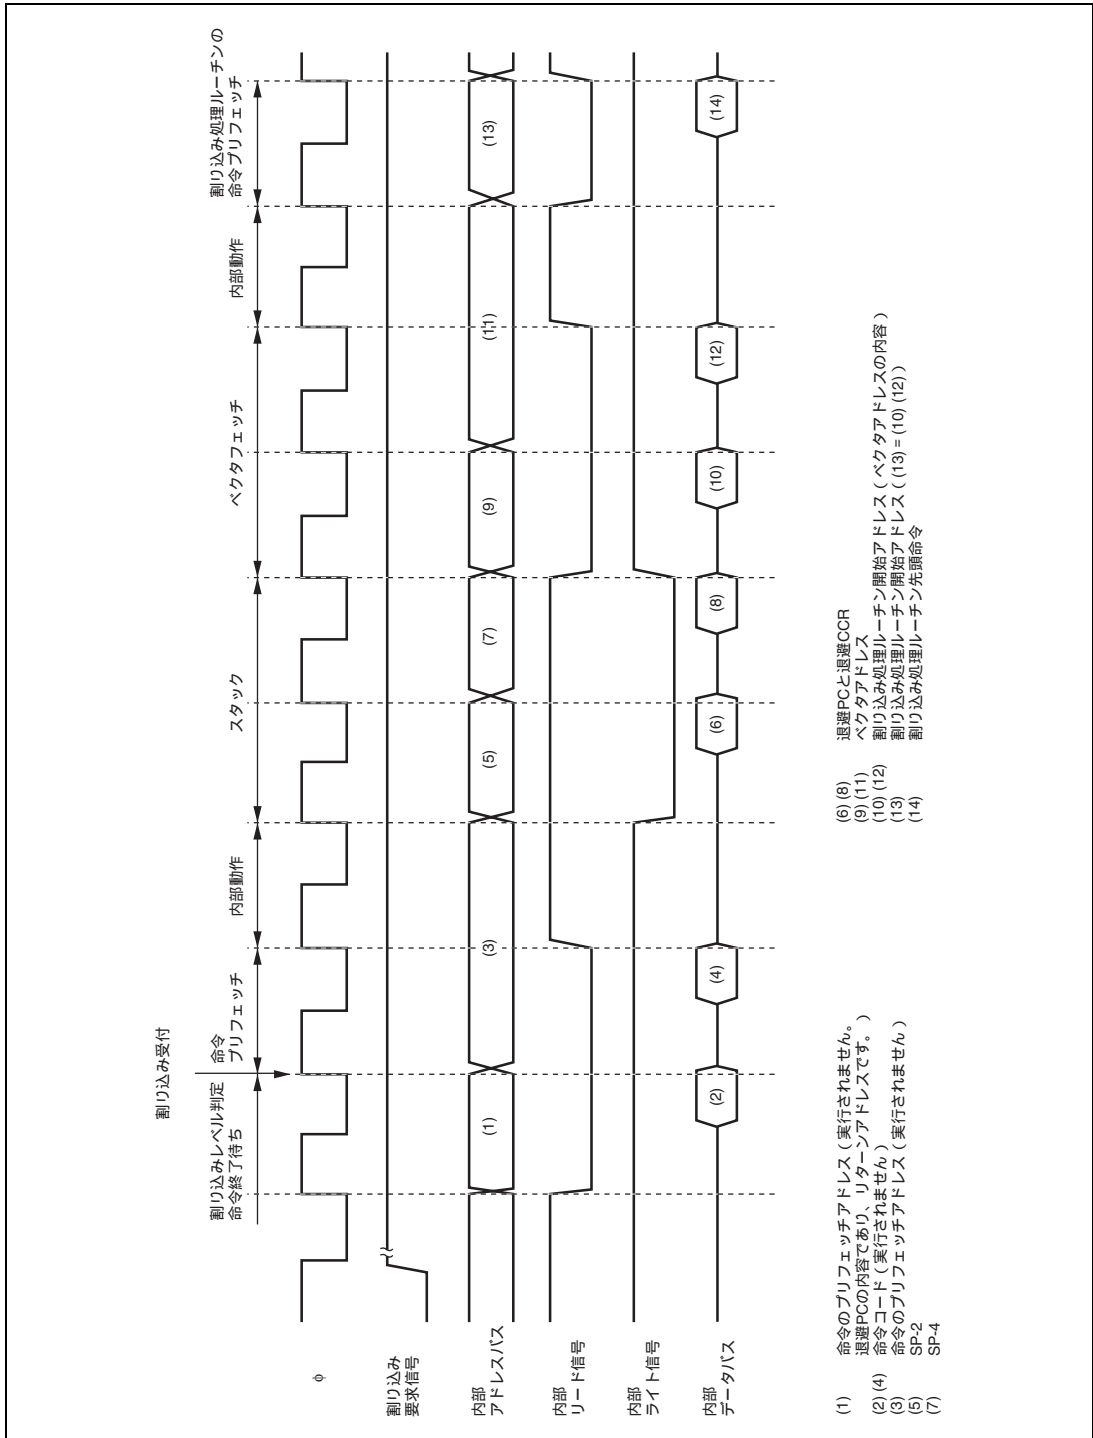 割り込み受付
割り込みレベル判定
命令終了待ち
命令
プリフェッチ
内部動作
スタック
ベクタフェッチ
内部動作
割り込み処理ルーチンの
命令プリフェッチ
φ
割り込み
要求信号
内部
アドレスバス
(1)
(3)
(5)
(7)
(9)
(11)
(13)
内部
リード信号
内部
ライト信号
内部
データバス
(2)
(4)
(6)
(8)
(10)
(12)
(14)
(1) 命令のプリフェッチアドレス(実行されません。
退避PCの内容であり、リターンアドレスです。)
(2) (4) 命令コード(実行されません)
(3) 命令のプリフェッチアドレス(実行されません)
(5) SP-2
(7) SP-4
(6) (8) 退避PCと退避CCR
(9) (11) ベクタアドレス
(10) (12) 割り込み処理ルーチン開始アドレス(ベクタアドレスの内容)
(13) 割り込み処理ルーチン開始アドレス((13) = (10) (12))
(14) 割り込み処理ルーチン先頭命令